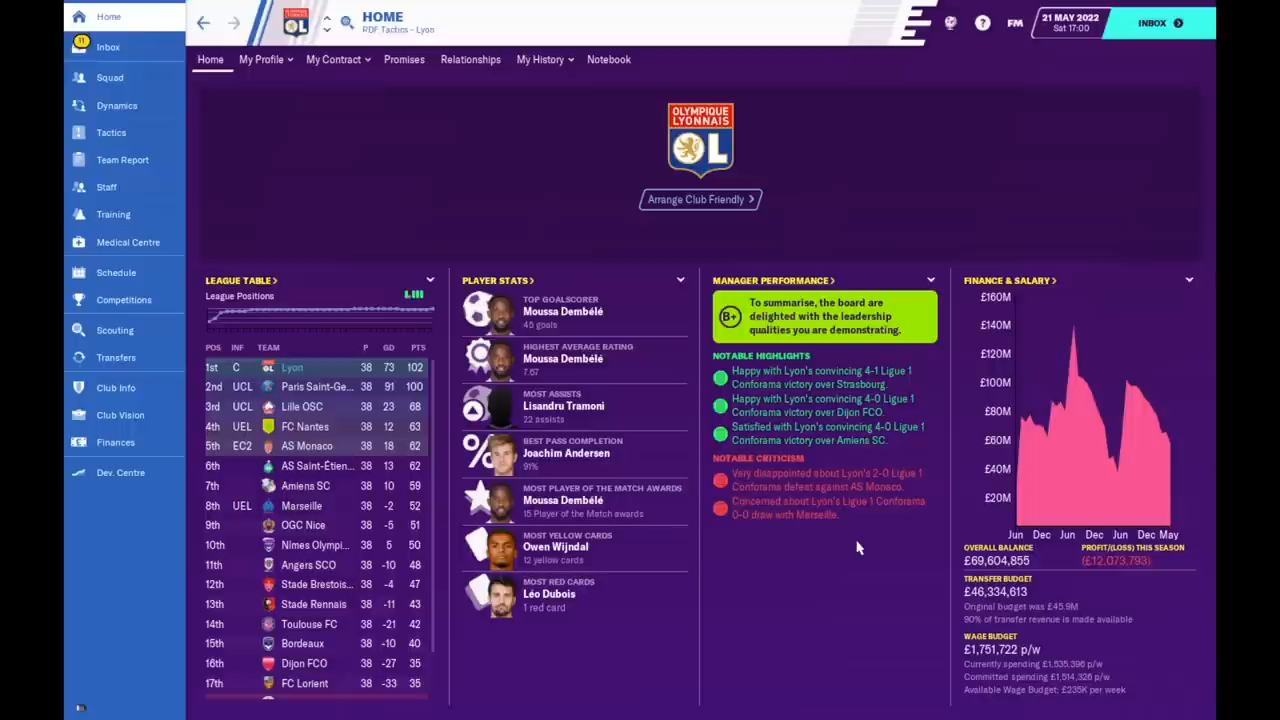 Home
11
Inbox
Squad
Dynamics
Tactics
Team Report
Staff
Training
Medical Centre
Schedule
Competitions
Scouting
Transfers
Club Info
Club Vision
Finances
Dev. Centre
HOME
RDF Tactics - Lyon
?
FM
21 MAY 2022
Sat 17:00
INBOX
Home
My Profile
My Contract
Promises
Relationships
My History
Notebook
OLYMPIQUE
LYONNAIS
OL
Arrange Club Friendly
LEAGUE TABLE
League Positions
POS INF TEAM P GD PTS
1st C Lyon 38 73 102
2nd UCL Paris Saint-Ge... 38 91 100
3rd UCL Lille OSC 38 23 68
4th UEL FC Nantes 38 12 63
5th EC2 AS Monaco 38 18 62
6th AS Saint-Étien... 38 13 62
7th Amiens SC 38 10 59
8th UEL Marseille 38 -2 52
9th OGC Nice 38 -5 51
10th Nîmes Olympi... 38 5 50
11th Angers SCO 38 -10 48
12th Stade Brestois... 38 -4 47
13th Stade Rennais 38 -11 43
14th Toulouse FC 38 -21 42
15th Bordeaux 38 -10 40
16th Dijon FCO 38 -27 35
17th FC Lorient 38 -33 35
PLAYER STATS
TOP GOALSCORER
Moussa Dembélé
45 goals
HIGHEST AVERAGE RATING
Moussa Dembélé
7.67
MOST ASSISTS
Lisandru Tramoni
22 assists
BEST PASS COMPLETION
Joachim Andersen
91%
MOST PLAYER OF THE MATCH AWARDS
Moussa Dembélé
15 Player of the Match awards
MOST YELLOW CARDS
Owen Wijndal
12 yellow cards
MOST RED CARDS
Léo Dubois
1 red card
MANAGER PERFORMANCE
B+
To summarise, the board are
delighted with the leadership
qualities you are demonstrating.
NOTABLE HIGHLIGHTS
Happy with Lyon's convincing 4-1 Ligue 1
Conforama victory over Strasbourg.
Happy with Lyon's convincing 4-0 Ligue 1
Conforama victory over Dijon FCO.
Satisfied with Lyon's convincing 4-0 Ligue 1
Conforama victory over Amiens SC.
NOTABLE CRITICISM
Very disappointed about Lyon's 2-0 Ligue 1
Conforama defeat against AS Monaco.
Concerned about Lyon's Ligue 1 Conforama
0-0 draw with Marseille.
FINANCE & SALARY
£160M
£140M
£120M
£100M
£80M
£60M
£40M
£20M
Jun Dec Jun Dec Jun Dec May
OVERALL BALANCE
£69,604,855
PROFIT/(LOSS) THIS SEASON
(£12,073,793)
TRANSFER BUDGET
£46,334,613
Original budget was £45.9M
90% of transfer revenue is made available
WAGE BUDGET
£1,751,722 p/w
Currently spending £1,535,396 p/w
Committed spending £1,514,326 p/w
Available Wage Budget: £235K per week